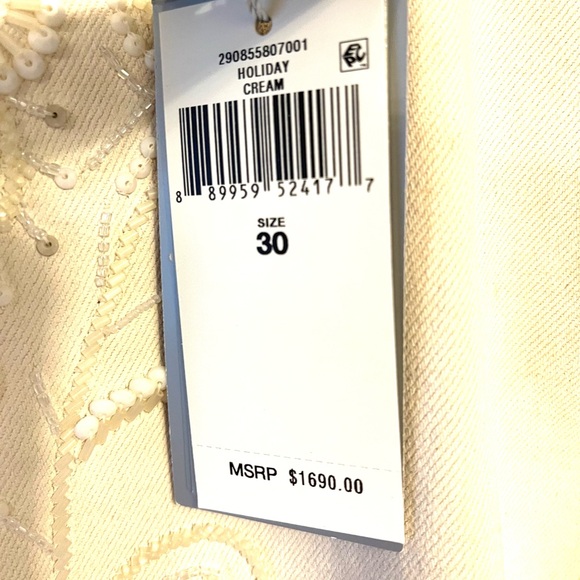 290855807001
HOLIDAY
CREAM
8 89959 52417 7
SIZE
30
MSRP $1690.00